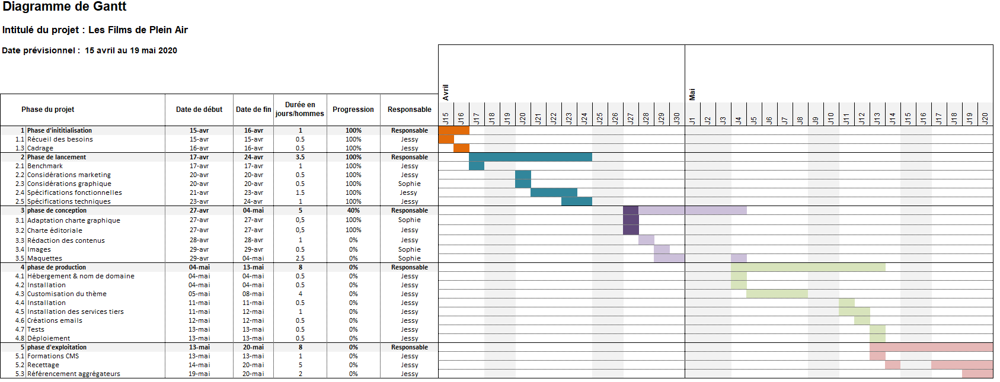 Diagramme de Gantt
Intitulé du projet : Les Films de Plein Air
Date prévisionnel : 15 avril au 19 mai 2020
Avril Mai
Phase du projet Date de début Date de fin Durée en jours/hommes Progression Responsable J15 J16 J17 J18 J19 J20 J21 J22 J23 J24 J25 J26 J27 J28 J29 J30 J1 J2 J3 J4 J5 J6 J7 J8 J9 J10 J11 J12 J13 J14 J15 J16 J17 J18 J19 J20
1 Phase d'inititialisation 15-avr 16-avr 1 100% Responsable
1.1 Récueil des besoins 15-avr 15-avr 0.5 100% Jessy
1.3 Cadrage 16-avr 16-avr 0.5 100% Jessy
2 Phase de lancement 17-avr 24-avr 3.5 100% Responsable
2.1 Benchmark 17-avr 17-avr 1 100% Jessy
2.2 Considérations marketing 20-avr 20-avr 0.5 100% Jessy
2.3 Considérations graphique 20-avr 20-avr 0.5 100% Sophie
2.4 Spécifications fonctionnelles 21-avr 23-avr 1.5 100% Jessy
2.5 Spécifications techniques 23-avr 24-avr 1 100% Jessy
3 phase de conception 27-avr 04-mai 5 40% Responsable
3.1 Adaptation charte graphique 27-avr 27-avr 0,5 100% Sophie
3.2 Charte éditoriale 27-avr 27-avr 0,5 100% Jessy
3.3 Rédaction des contenus 28-avr 28-avr 1 0% Jessy
3.4 Images 29-avr 29-avr 0.5 0% Sophie
3.5 Maquettes 29-avr 04-mai 2.5 0% Sophie
4 phase de production 04-mai 13-mai 8 0% Responsable
4.1 Hébergement & nom de domaine 04-mai 04-mai 0.5 0% Jessy
4.2 Installation 04-mai 04-mai 0.5 0% Jessy
4.3 Customisation du thème 05-mai 08-mai 4 0% Jessy
4.4 Installation 11-mai 11-mai 0.5 0% Jessy
4.5 Installation des services tiers 11-mai 12-mai 1 0% Jessy
4.6 Créations emails 12-mai 12-mai 0.5 0% Jessy
4.7 Tests 13-mai 13-mai 0.5 0% Jessy
4.8 Déploiement 13-mai 13-mai 0.5 0% Jessy
5 phase d'exploitation 13-mai 20-mai 8 0% Responsable
5.1 Formations CMS 13-mai 13-mai 1 0% Jessy
5.2 Recettage 14-mai 20-mai 5 0% Jessy
5.3 Référencement aggrégateurs 19-mai 20-mai 2 0% Jessy